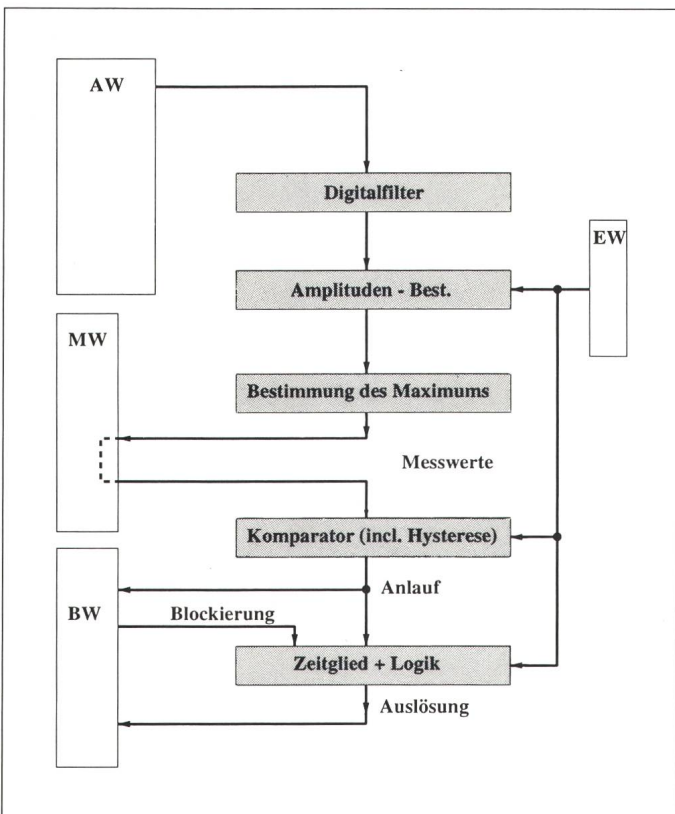 AW
Digitalfilter
EW
Amplituden - Best.
MW
Bestimmung des Maximums
Messwerte
Komparator (incl. Hysterese)
Anlauf
BW
Blockierung
Zeitglied + Logik
Auslösung